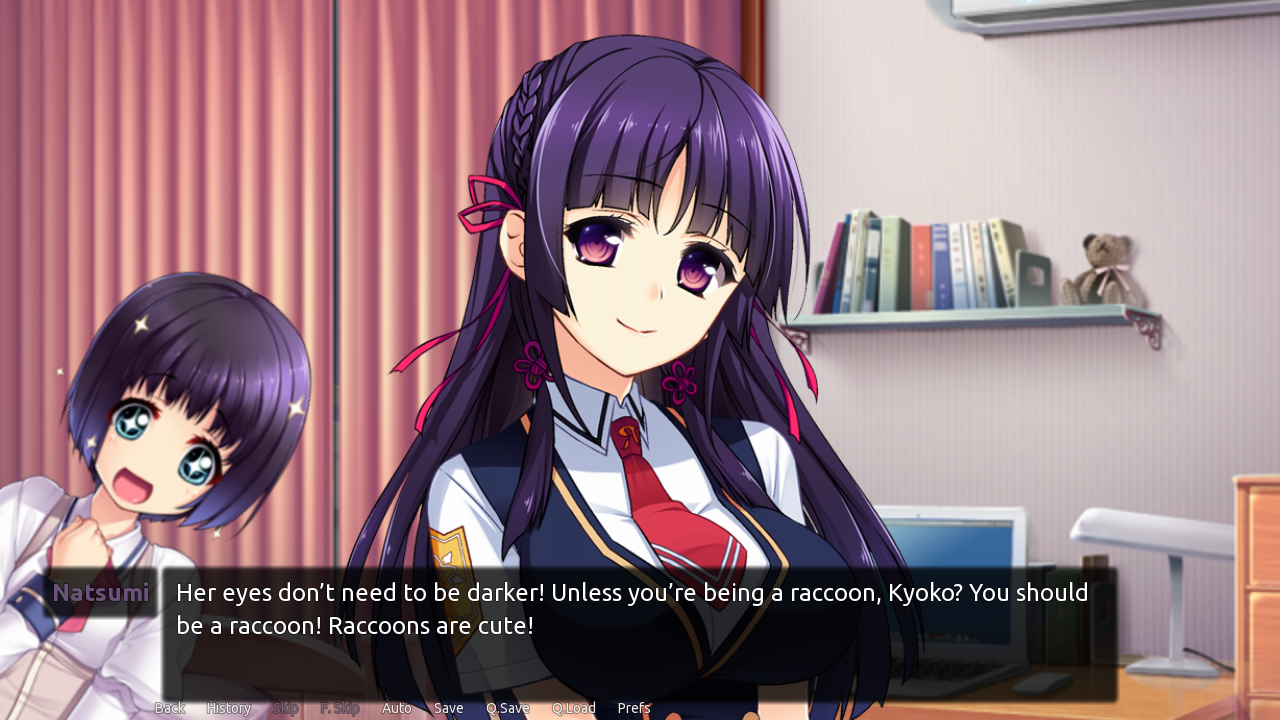 Natsumi
Her eyes don’t need to be darker! Unless you’re being a raccoon, Kyoko? You should
be a raccoon! Raccoons are cute!
Back History Skip F. Skip Auto Save Q.Save Q.Load Prefs